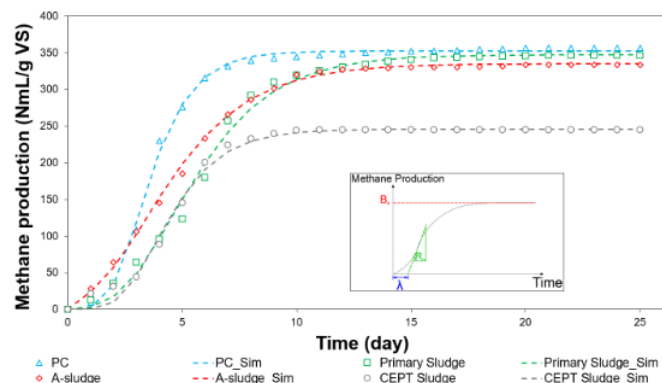 Methane production (NmL/g VS)
400
350
300
250
200
150
100
50
0
0 5 10 15 20 25
Time (day)
Methane Production
B₀
R
λ
Time
PC PC_Sim Primary Sludge Primary Sludge_Sim
A-sludge A-sludge_Sim CEPT Sludge CEPT Sludge_Sim